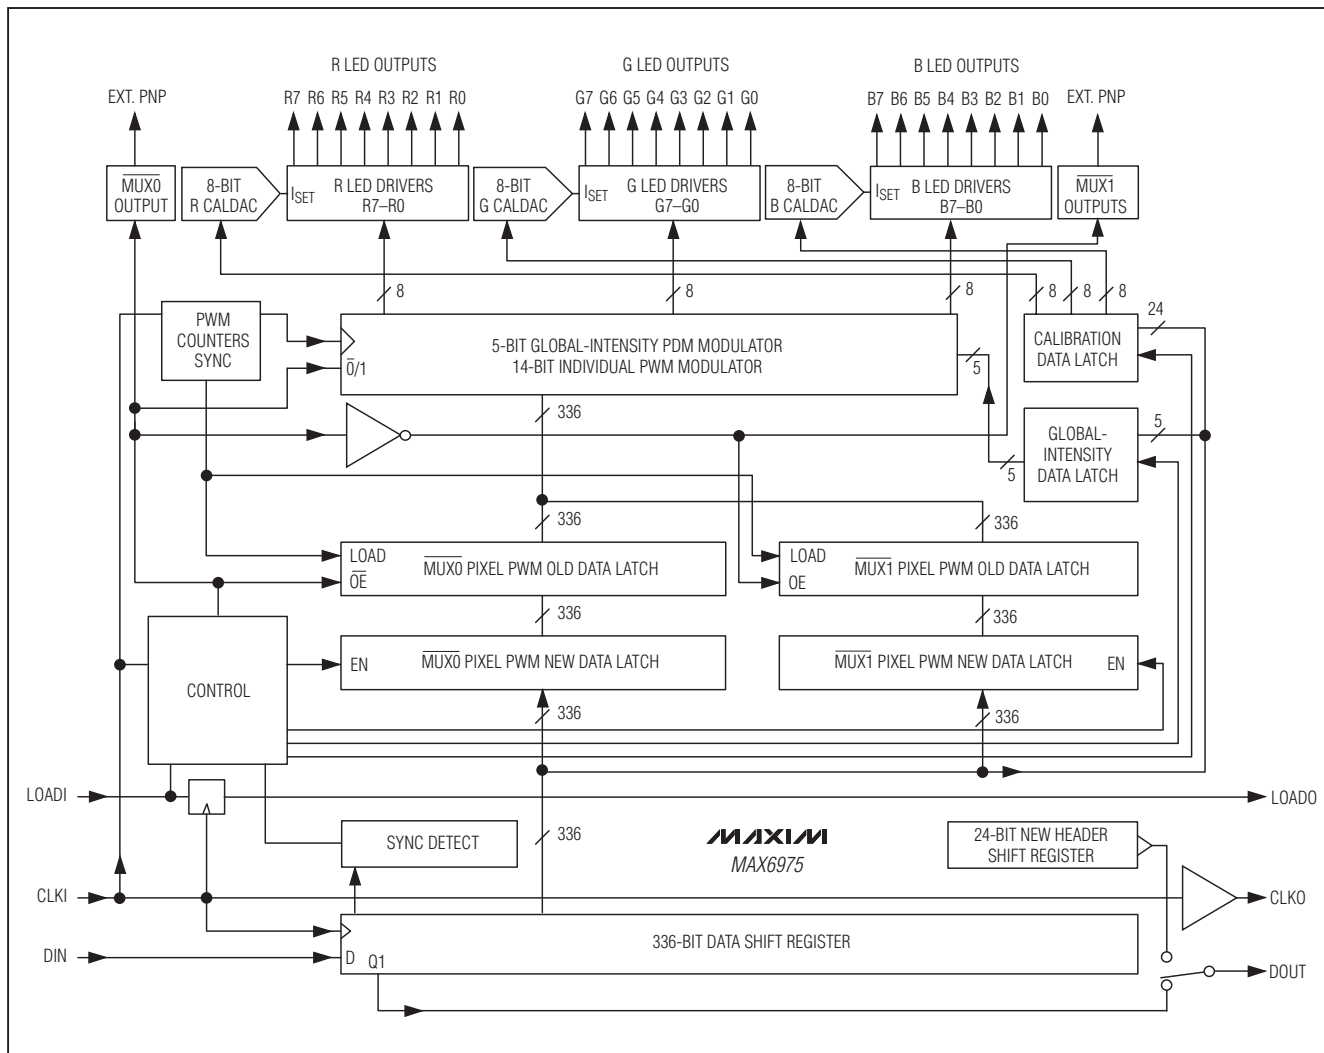 R LED OUTPUTS
G LED OUTPUTS
B LED OUTPUTS
EXT. PNP
R7 R6 R5 R4 R3 R2 R1 R0
G7 G6 G5 G4 G3 G2 G1 G0
B7 B6 B5 B4 B3 B2 B1 B0
EXT. PNP
M̅U̅X̅0̅
OUTPUT
8-BIT
R CALDAC
ISET
R LED DRIVERS
R7–R0
8-BIT
G CALDAC
ISET
G LED DRIVERS
G7–G0
8-BIT
B CALDAC
ISET
B LED DRIVERS
B7–B0
M̅U̅X̅1̅
OUTPUTS
8
8
8
8
8
8
24
PWM
COUNTERS
SYNC
0̅/1
5-BIT GLOBAL-INTENSITY PDM MODULATOR
14-BIT INDIVIDUAL PWM MODULATOR
5
CALIBRATION
DATA LATCH
336
GLOBAL-
INTENSITY
DATA LATCH
5
5
336
336
LOAD
O̅E̅
M̅U̅X̅0̅ PIXEL PWM OLD DATA LATCH
LOAD
OE
M̅U̅X̅1̅ PIXEL PWM OLD DATA LATCH
336
336
CONTROL
EN
M̅U̅X̅0̅ PIXEL PWM NEW DATA LATCH
M̅U̅X̅1̅ PIXEL PWM NEW DATA LATCH
EN
336
336
LOADI
LOADO
SYNC DETECT
336
MAXIM
MAX6975
24-BIT NEW HEADER
SHIFT REGISTER
CLKI
CLKO
DIN
D
Q1
336-BIT DATA SHIFT REGISTER
DOUT